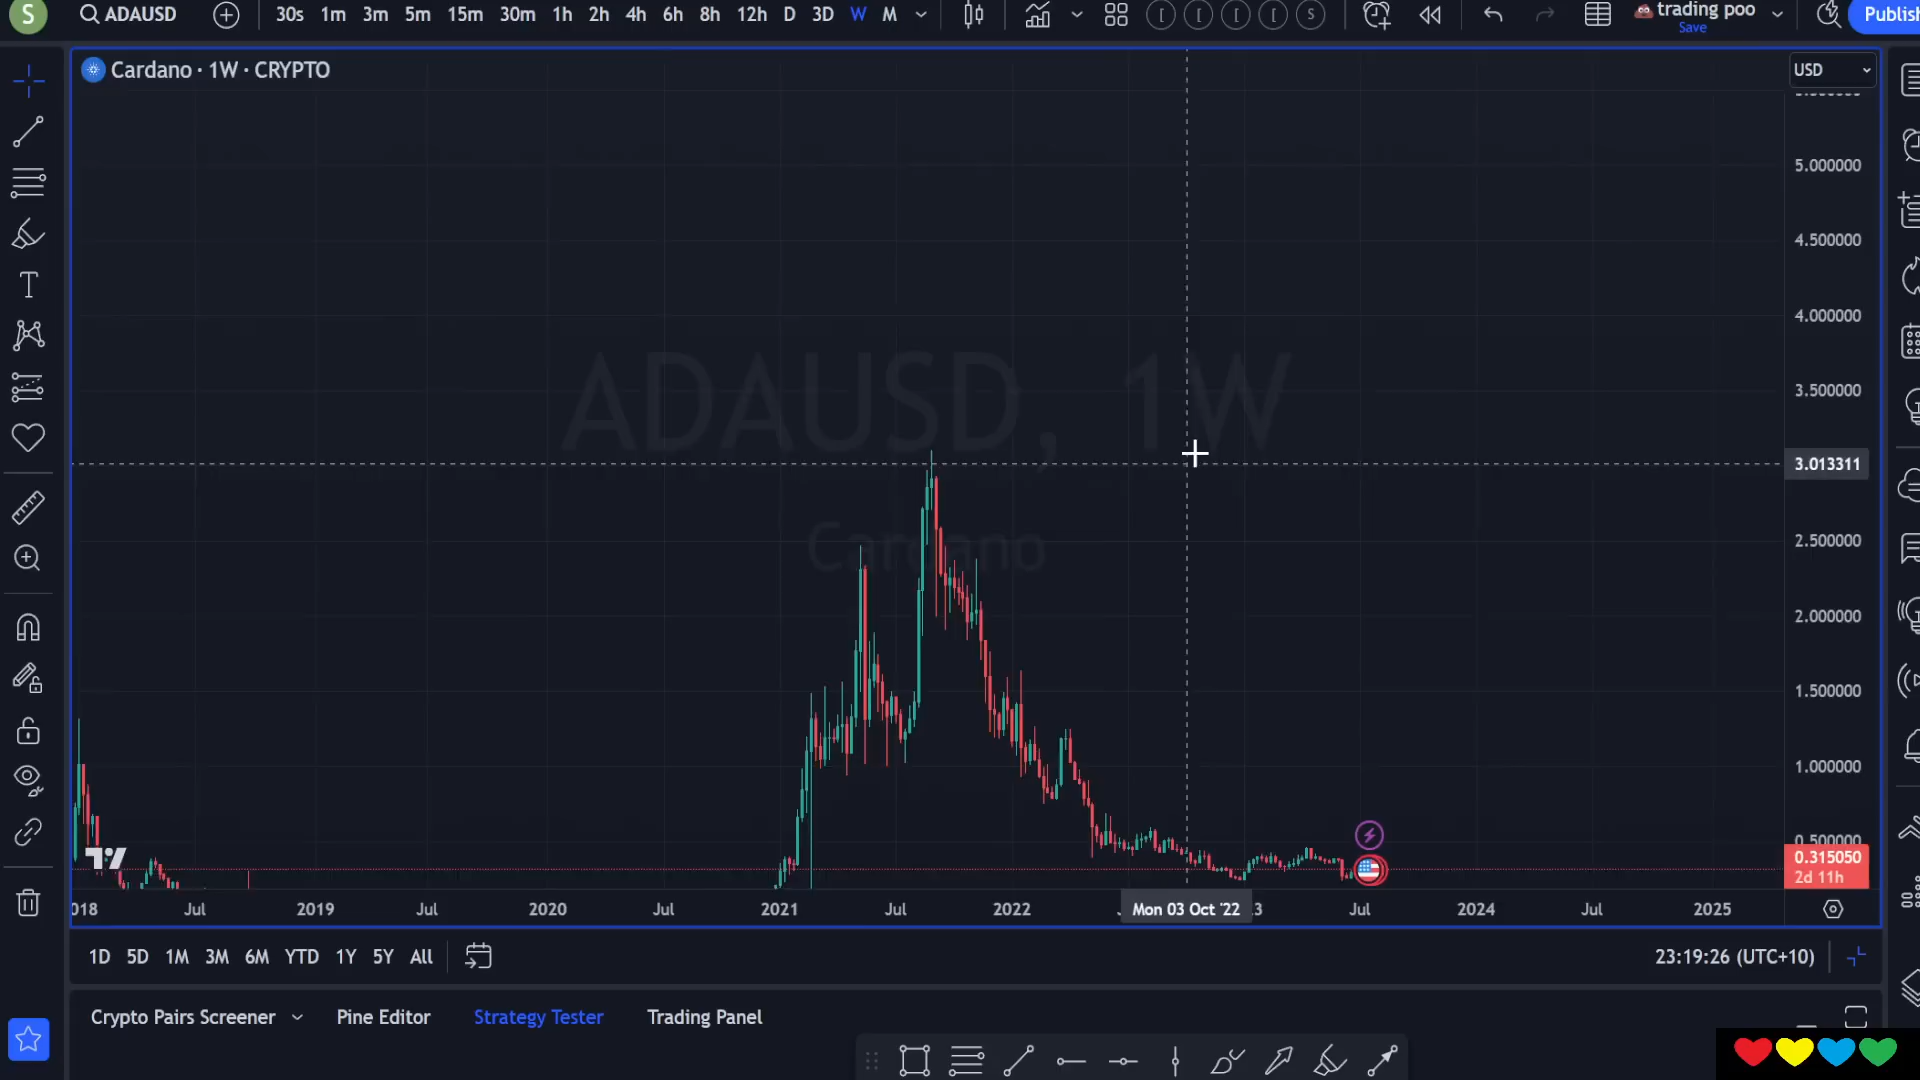 S
ADAUSD
30s 1m 3m 5m 15m 30m 1h 2h 4h 6h 8h 12h D 3D W M
[ [ [ [ S
trading poo
Save
Publish
Cardano · 1W · CRYPTO
USD
ADAUSD, 1W
Cardano
5.000000
4.500000
4.000000
3.500000
3.013311
2.500000
2.000000
1.500000
1.000000
0.500000
0.315050
2d 11h
018 Jul 2019 Jul 2020 Jul 2021 Jul 2022 Mon 03 Oct '22 3 Jul 2024 Jul 2025
1D 5D 1M 3M 6M YTD 1Y 5Y All
23:19:26 (UTC+10)
Crypto Pairs Screener Pine Editor Strategy Tester Trading Panel